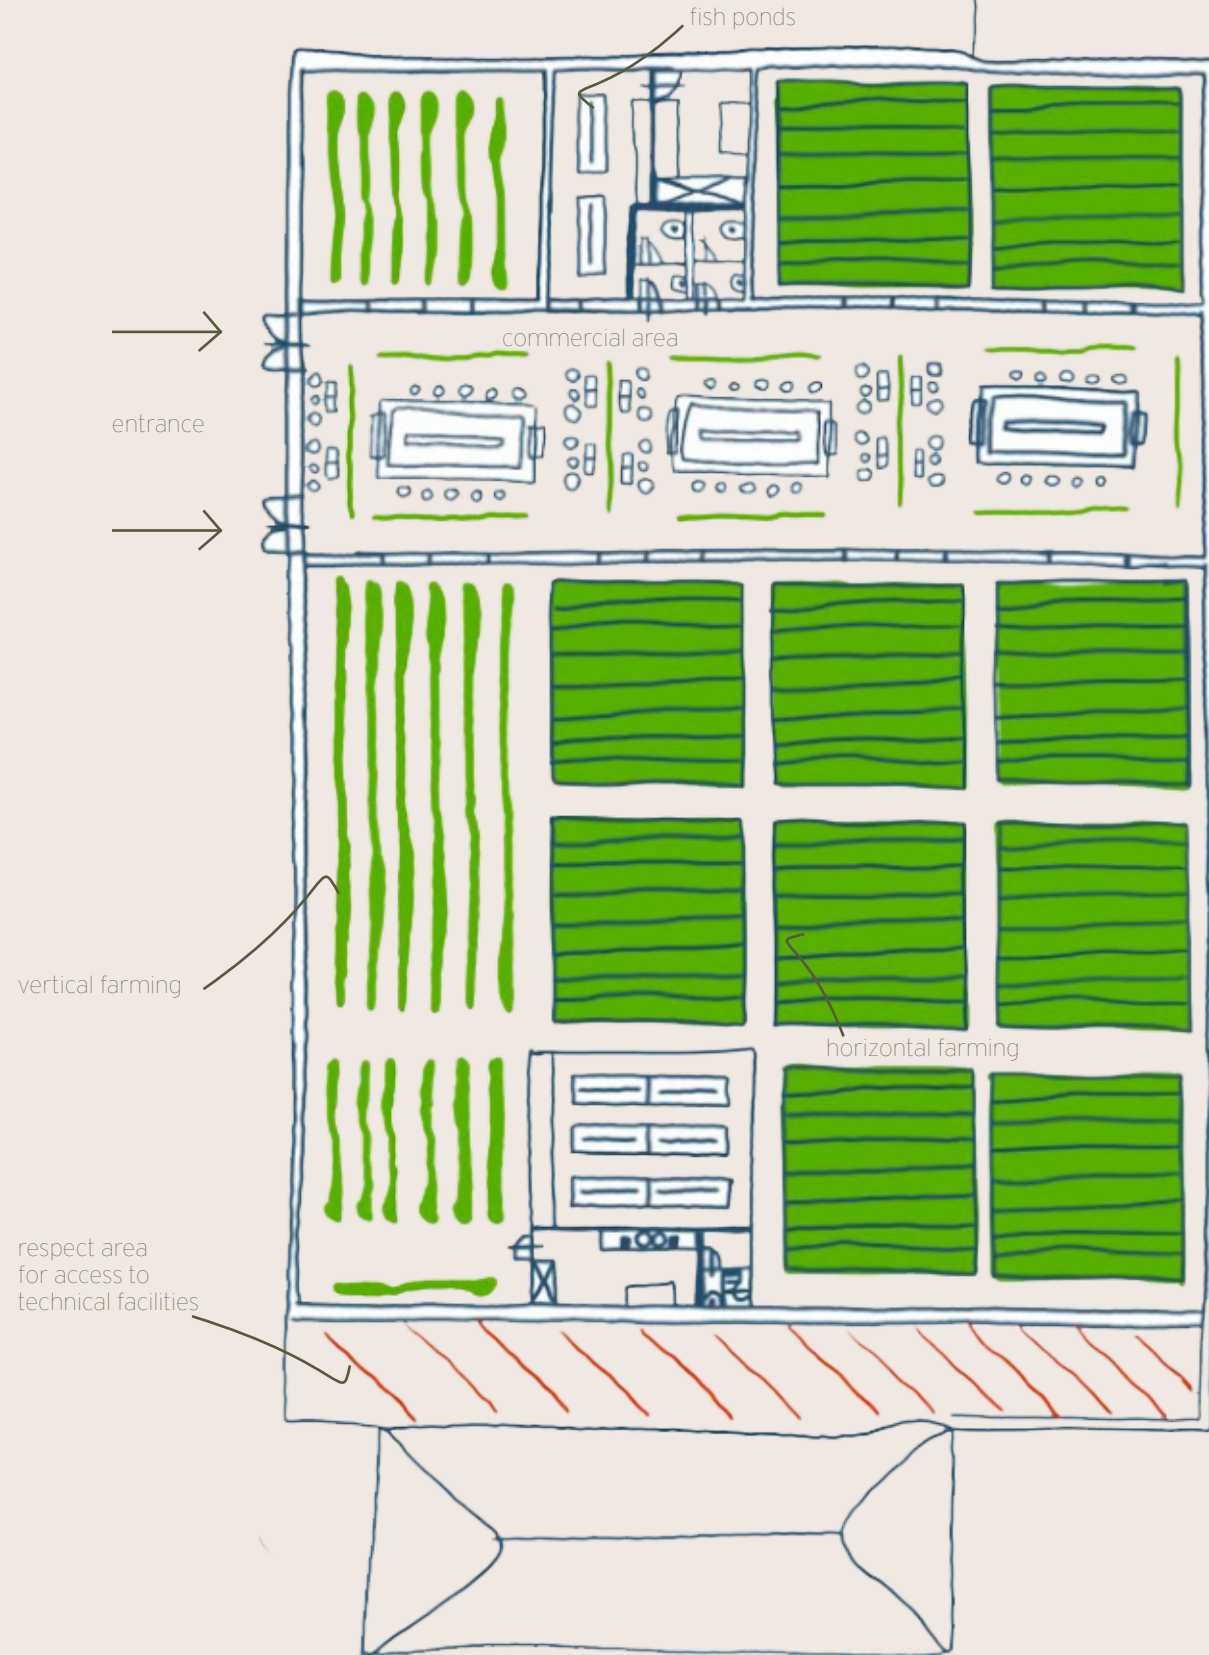 fish ponds
commercial area
entrance
vertical farming
horizontal farming
respect area
for access to
technical facilities